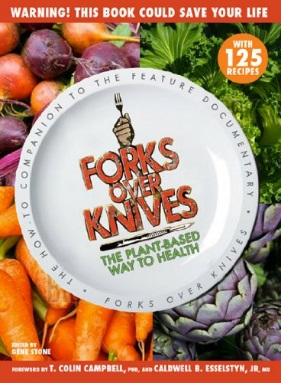 WARNING! THIS BOOK COULD SAVE YOUR LIFE
WITH
125
RECIPES
• THE HOW-TO COMPANION TO THE FEATURE DOCUMENTARY •
FORKS
OVER
KNIVES
THE PLANT-BASED
WAY TO HEALTH
FORKS OVER KNIVES
EDITED BY
GENE STONE
FOREWORDS BY T. COLIN CAMPBELL, PHD, AND CALDWELL B. ESSELSTYN, JR, MD